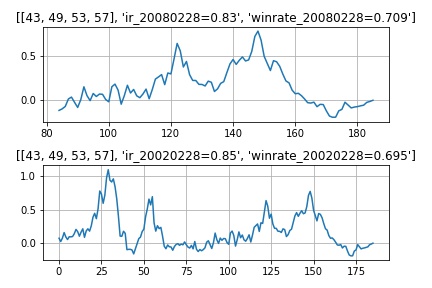 [[43, 49, 53, 57], 'ir_20080228=0.83', 'winrate_20080228=0.709']
0.5
0.0
80 100 120 140 160 180
[[43, 49, 53, 57], 'ir_20020228=0.85', 'winrate_20020228=0.695']
1.0
0.5
0.0
0 25 50 75 100 125 150 175